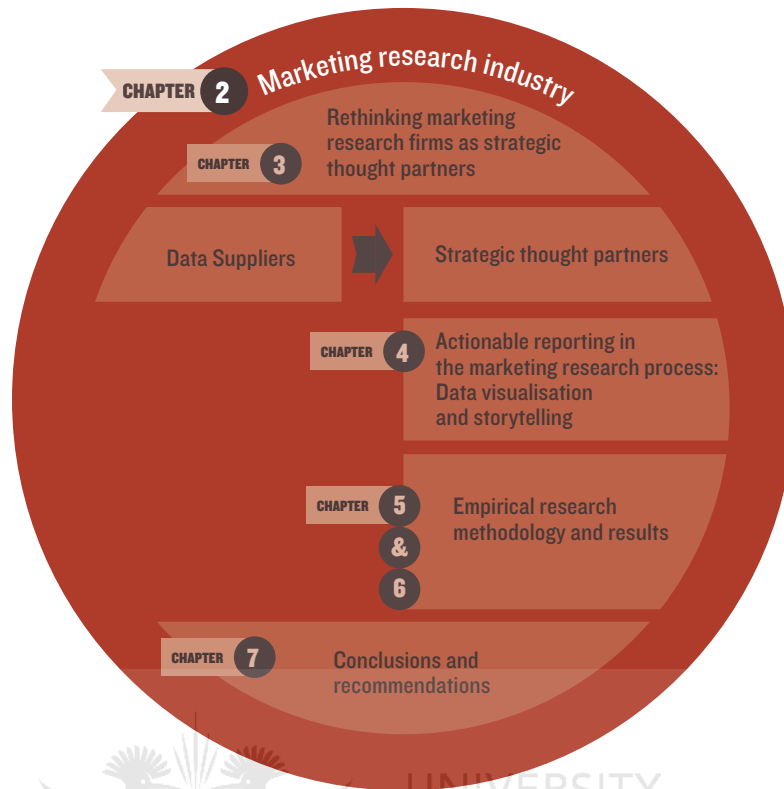 Marketing research industry
CHAPTER 2
Rethinking marketing
research firms as strategic
thought partners
CHAPTER 3
Data Suppliers
Strategic thought partners
CHAPTER 4
Actionable reporting in
the marketing research process:
Data visualisation
and storytelling
CHAPTER 5
&
6
Empirical research
methodology and results
CHAPTER 7
Conclusions and
recommendations
UNIVERSITY